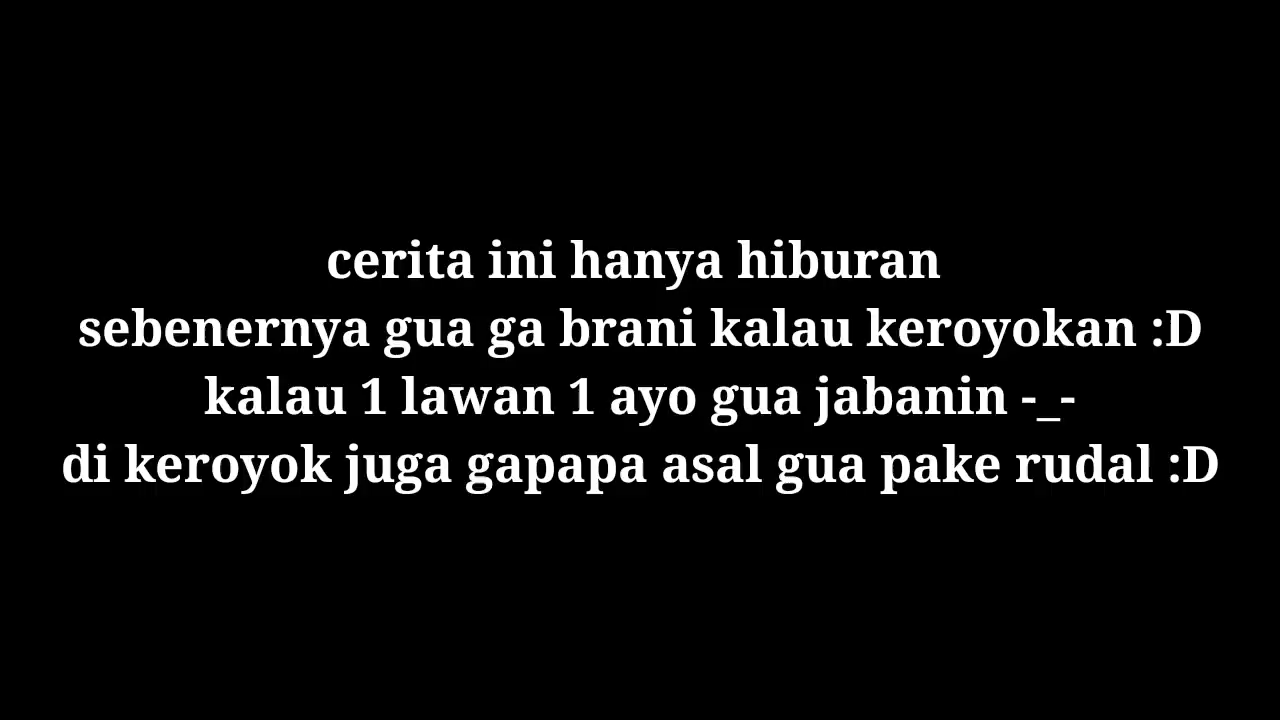 cerita ini hanya hiburan
sebenernya gua ga brani kalau keroyokan :D
kalau 1 lawan 1 ayo gua jabanin -_-
di keroyok juga gapapa asal gua pake rudal :D